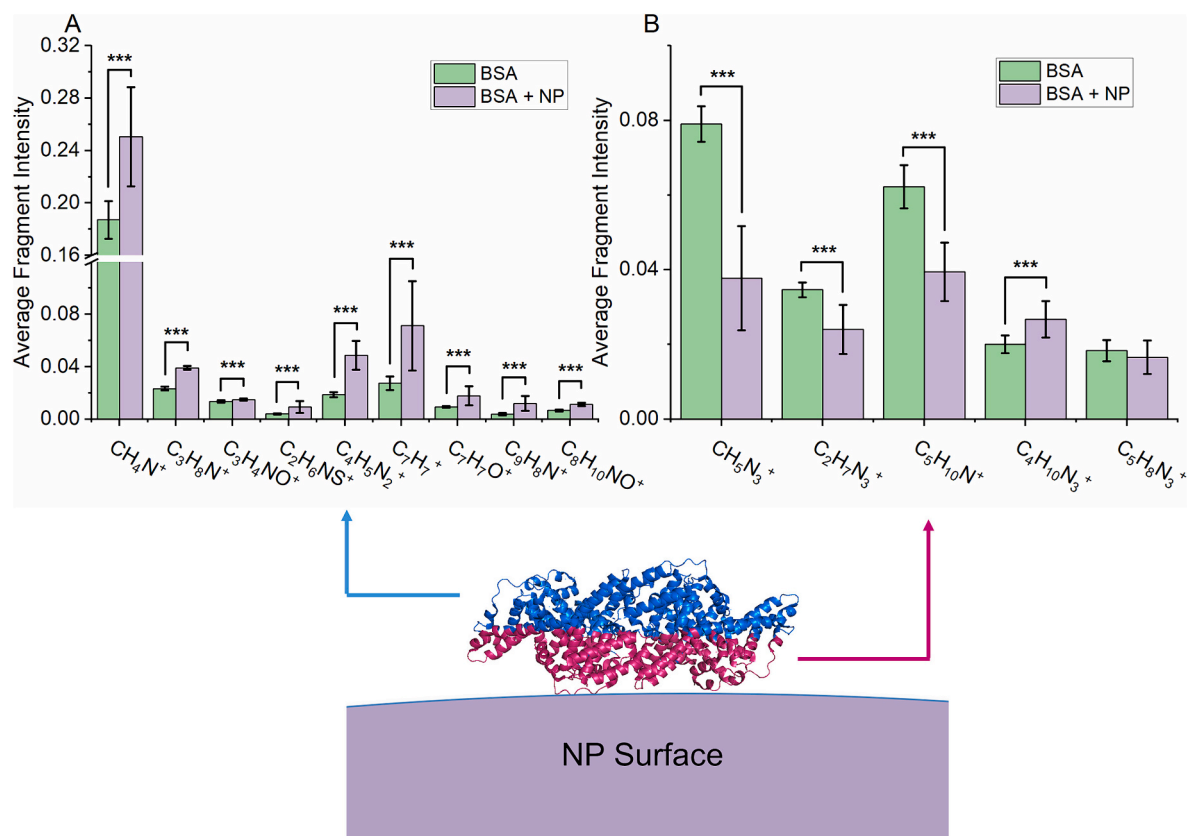 A
Average Fragment Intensity
0.32
0.28
0.24
0.20
0.16
0.08
0.04
0.00
BSA
BSA + NP
***
***
***
***
***
***
***
***
***
CH₄N⁺
C₃H₈N⁺
C₃H₄NO⁺
C₂H₆NS⁺
C₄H₅N₂⁺
C₇H₇⁺
C₇H₇O⁺
C₉H₈N⁺
C₈H₁₀NO⁺
B
Average Fragment Intensity
0.08
0.04
0.00
BSA
BSA + NP
***
***
***
***
CH₅N₃⁺
C₂H₇N₃⁺
C₅H₁₀N⁺
C₄H₁₀N₃⁺
C₅H₈N₃⁺
NP Surface